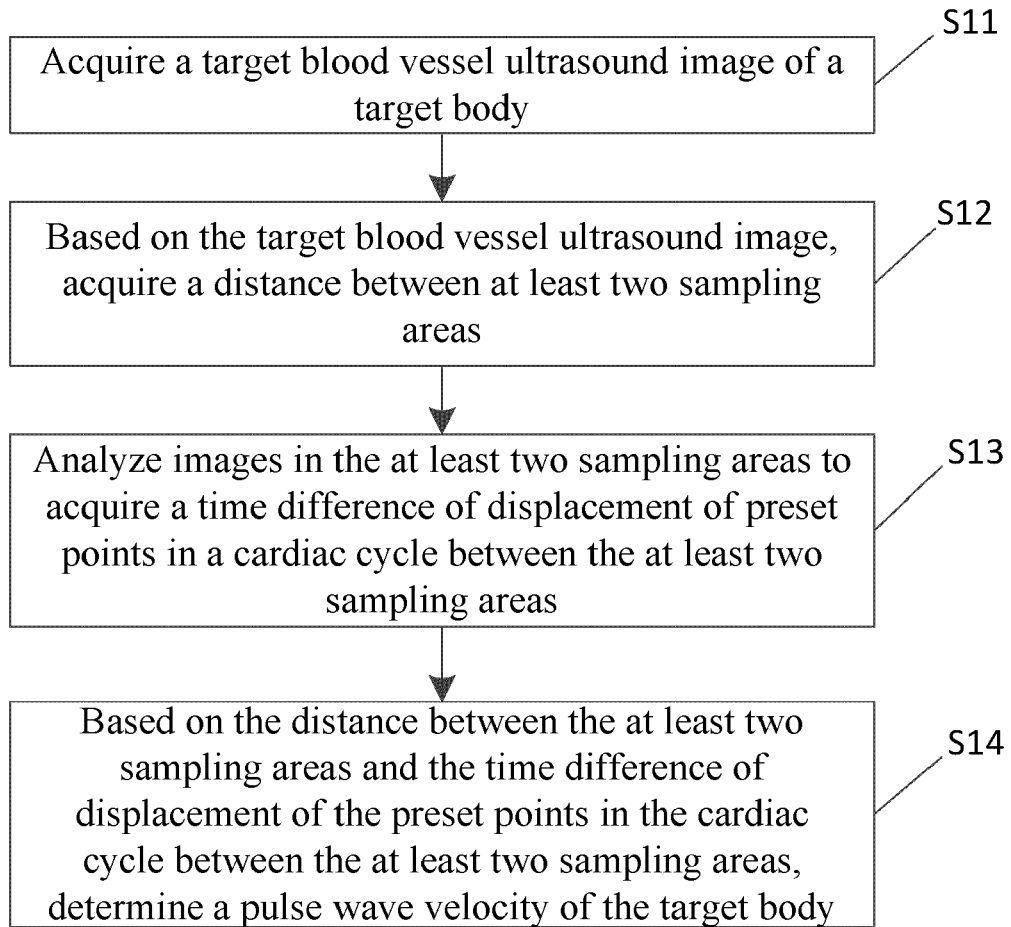 S11
Acquire a target blood vessel ultrasound image of a
target body
S12
Based on the target blood vessel ultrasound image,
acquire a distance between at least two sampling
areas
S13
Analyze images in the at least two sampling areas to
acquire a time difference of displacement of preset
points in a cardiac cycle between the at least two
sampling areas
S14
Based on the distance between the at least two
sampling areas and the time difference of
displacement of the preset points in the cardiac
cycle between the at least two sampling areas,
determine a pulse wave velocity of the target body